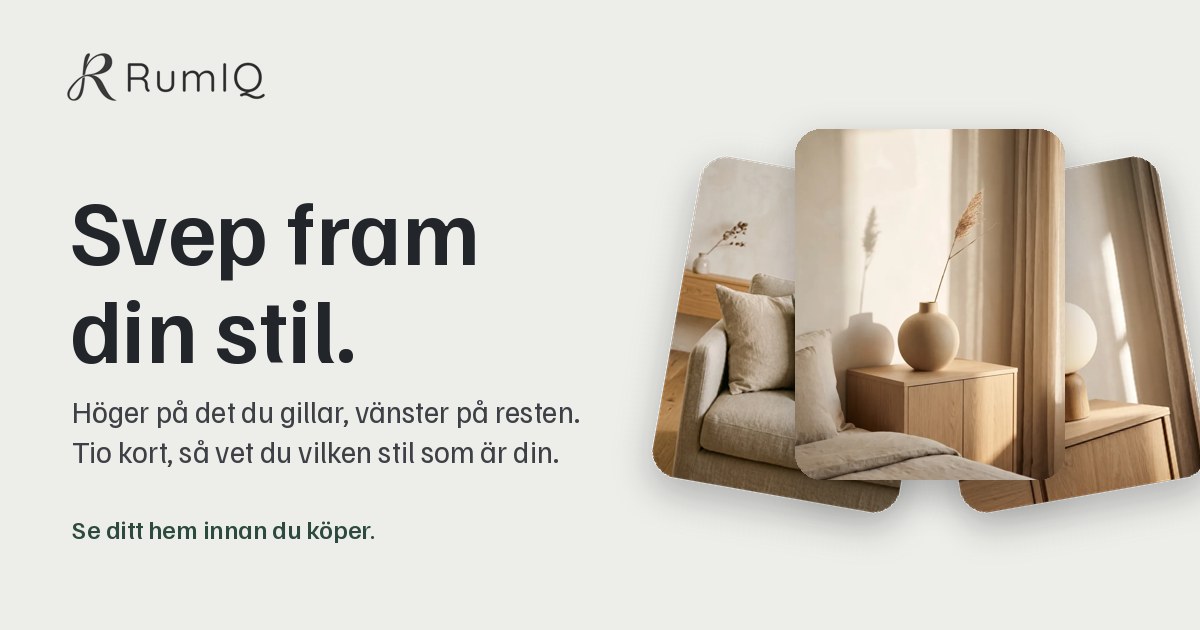 RumIQ
Svep fram
din stil.
Höger på det du gillar, vänster på resten.
Tio kort, så vet du vilken stil som är din.
Se ditt hem innan du köper.